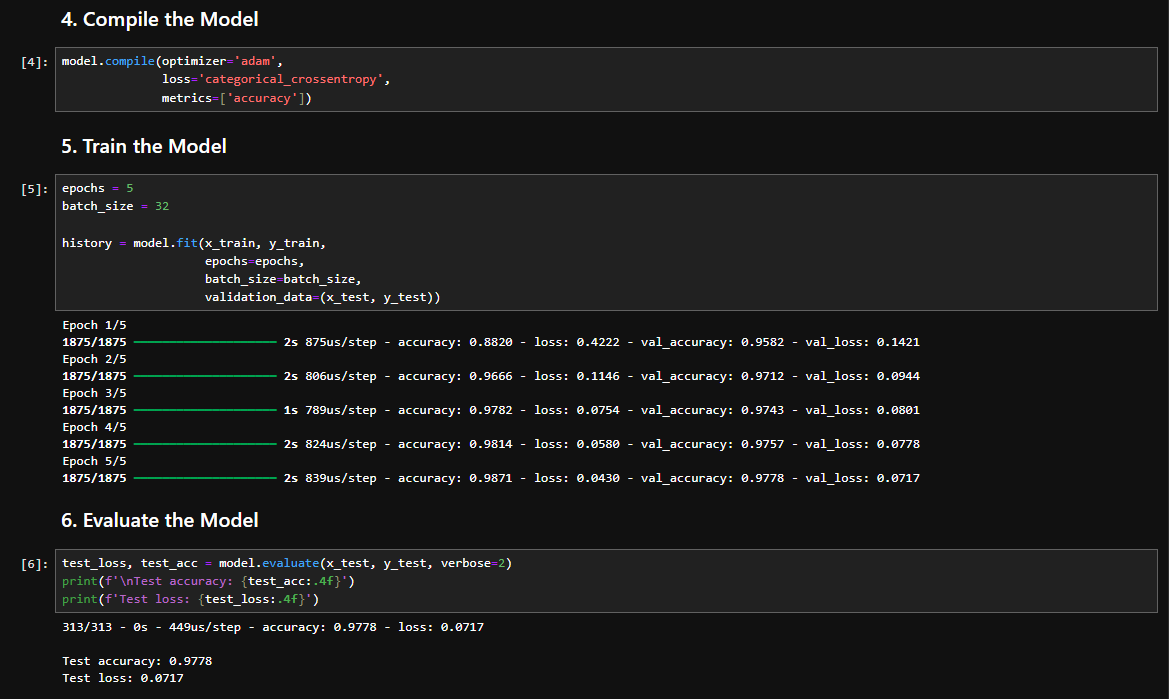 4. Compile the Model
[4]: model.compile(optimizer='adam',
loss='categorical_crossentropy',
metrics=['accuracy'])
5. Train the Model
[5]: epochs = 5
batch_size = 32
history = model.fit(x_train, y_train,
epochs=epochs,
batch_size=batch_size,
validation_data=(x_test, y_test))
Epoch 1/5
1875/1875 ━━━━━━━━━━━━━━━━━━━━ 2s 875us/step - accuracy: 0.8820 - loss: 0.4222 - val_accuracy: 0.9582 - val_loss: 0.1421
Epoch 2/5
1875/1875 ━━━━━━━━━━━━━━━━━━━━ 2s 806us/step - accuracy: 0.9666 - loss: 0.1146 - val_accuracy: 0.9712 - val_loss: 0.0944
Epoch 3/5
1875/1875 ━━━━━━━━━━━━━━━━━━━━ 1s 789us/step - accuracy: 0.9782 - loss: 0.0754 - val_accuracy: 0.9743 - val_loss: 0.0801
Epoch 4/5
1875/1875 ━━━━━━━━━━━━━━━━━━━━ 2s 824us/step - accuracy: 0.9814 - loss: 0.0580 - val_accuracy: 0.9757 - val_loss: 0.0778
Epoch 5/5
1875/1875 ━━━━━━━━━━━━━━━━━━━━ 2s 839us/step - accuracy: 0.9871 - loss: 0.0430 - val_accuracy: 0.9778 - val_loss: 0.0717
6. Evaluate the Model
[6]: test_loss, test_acc = model.evaluate(x_test, y_test, verbose=2)
print(f'\nTest accuracy: {test_acc:.4f}')
print(f'Test loss: {test_loss:.4f}')
313/313 - 0s - 449us/step - accuracy: 0.9778 - loss: 0.0717
Test accuracy: 0.9778
Test loss: 0.0717